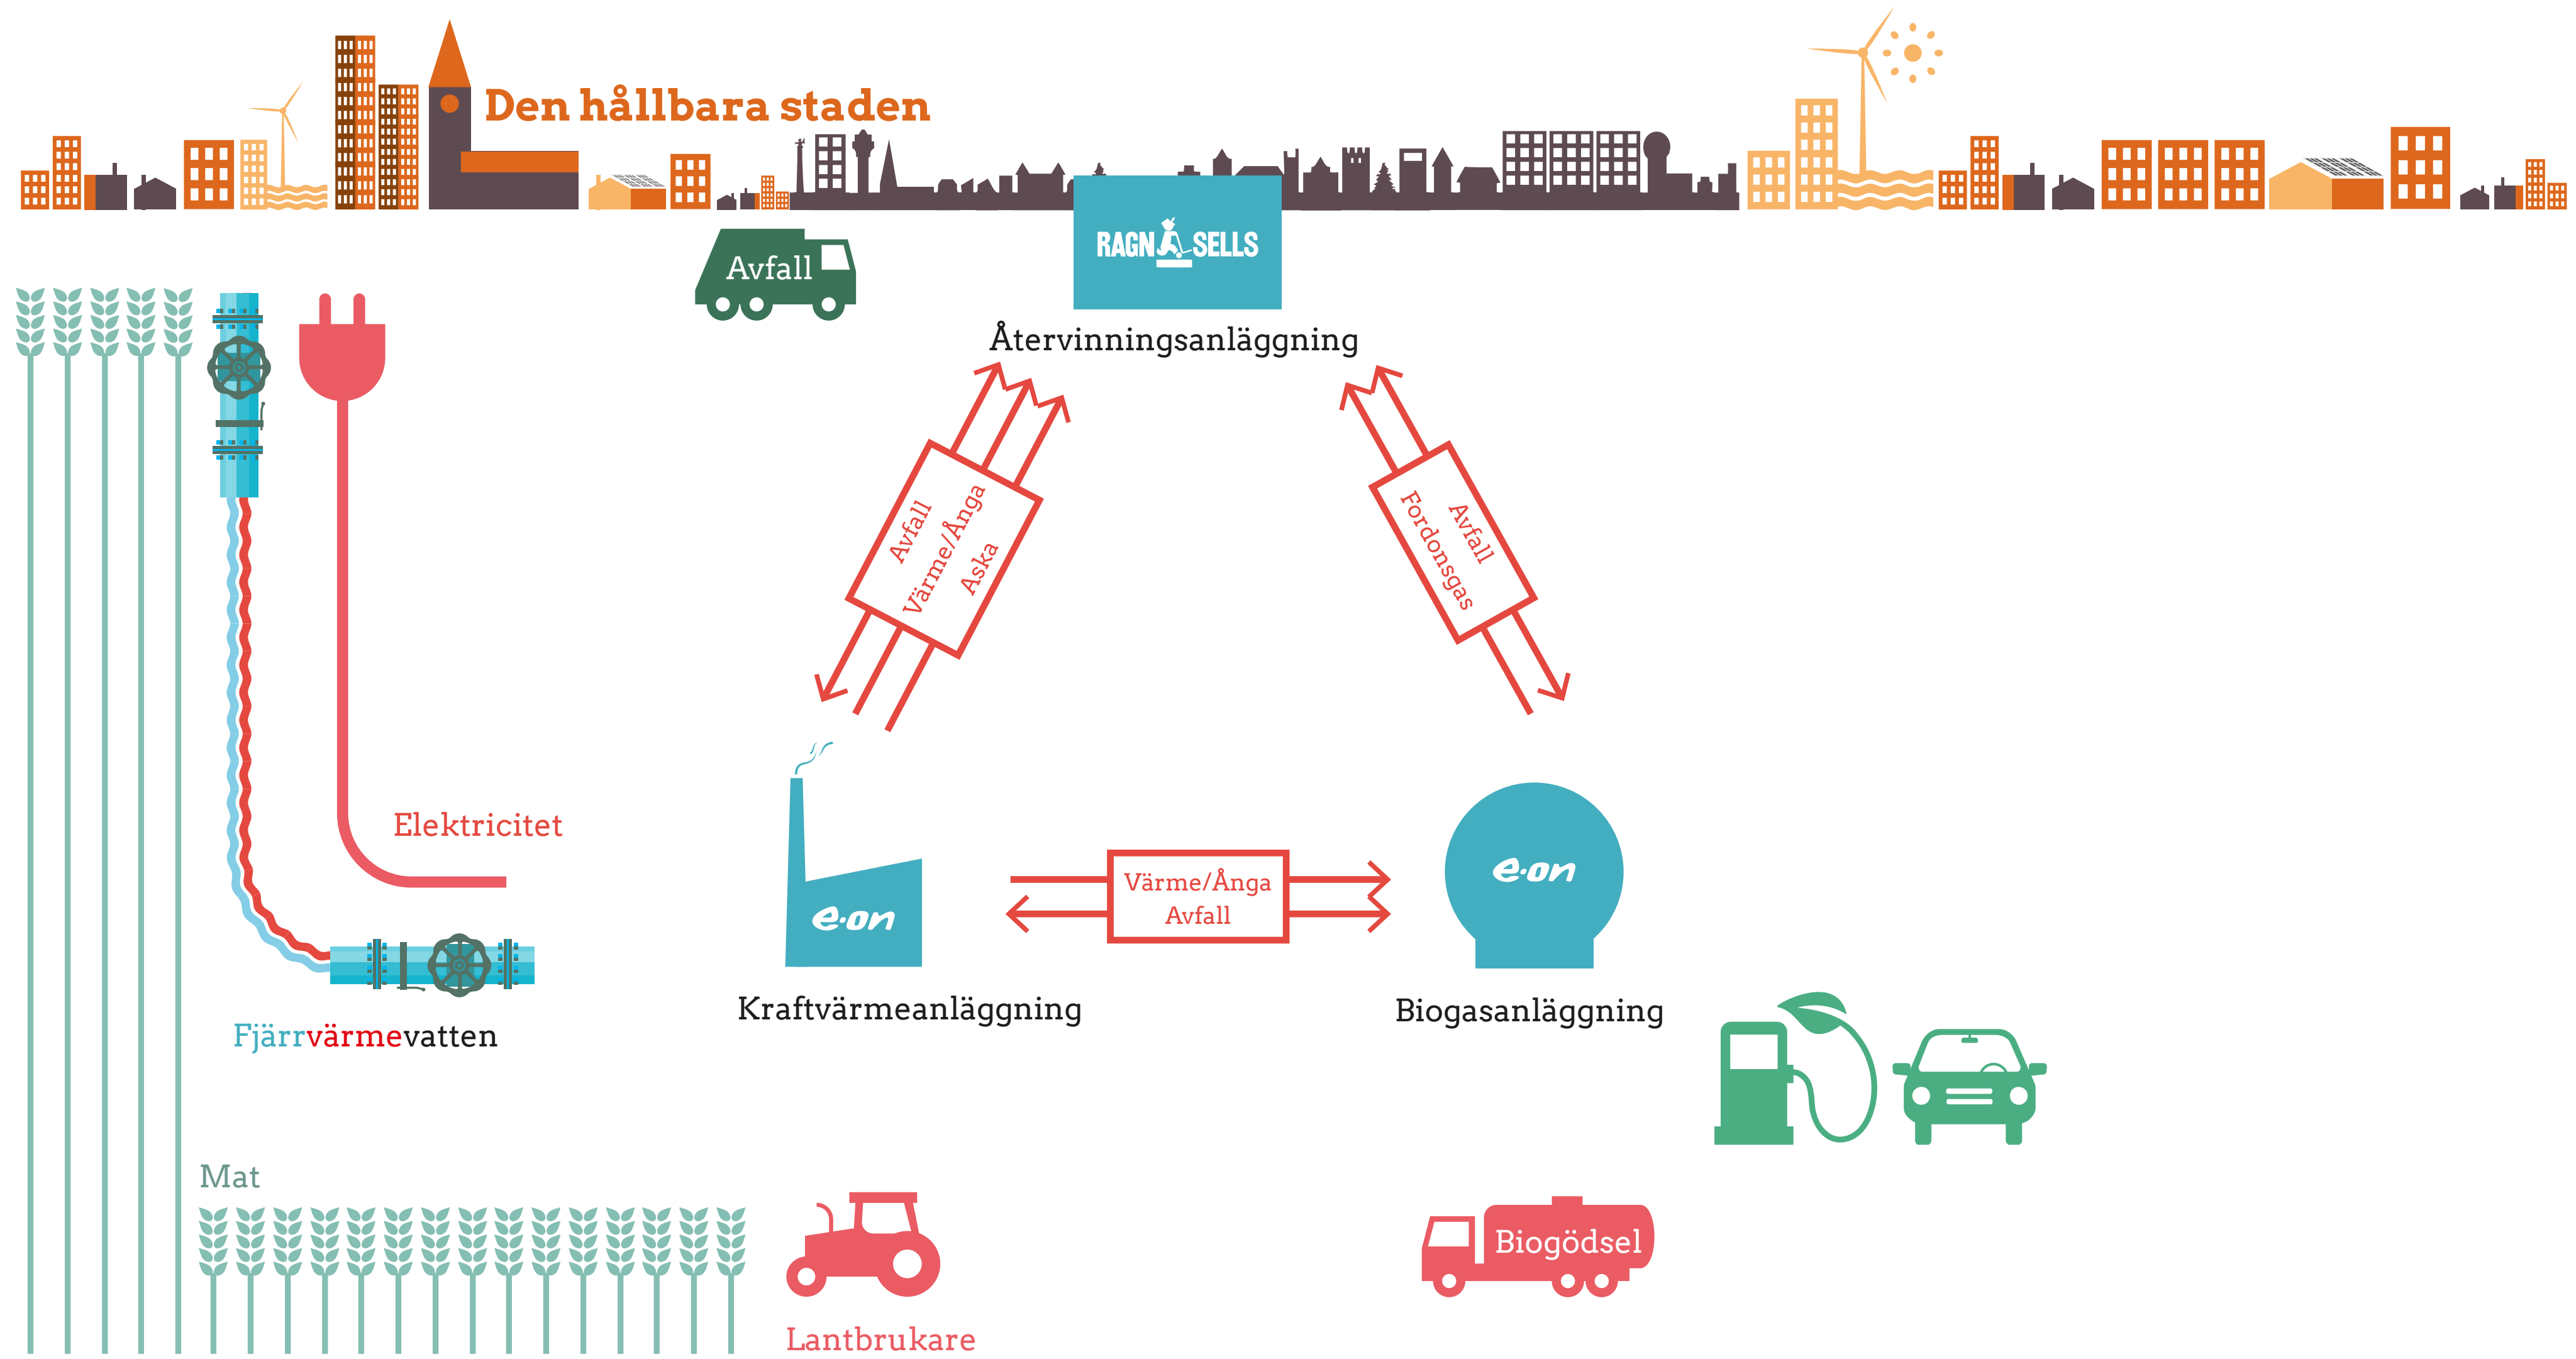 Den hållbara staden
RAGN SELLS
Avfall
Återvinningsanläggning
Avfall
Värme/Ånga
Aska
Avfall
Fordonsgas
Elektricitet
Värme/Ånga
Avfall
e·on
e·on
Kraftvärmeanläggning
Biogasanläggning
Fjärrvärmevatten
Mat
Biogödsel
Lantbrukare